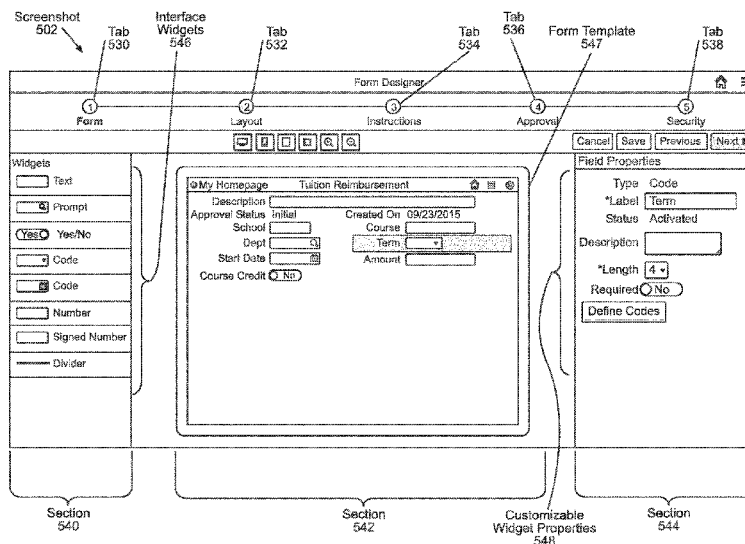 Screenshot
502
Tab
530
Interface
Widgets
546
Tab
532
Tab
534
Tab
536
Form Template
547
Tab
538
Form Designer
1
2
3
4
5
Form
Layout
Instructions
Approval
Security
Cancel
Save
Previous
Next
Widgets
Text
Prompt
Yes
Yes/No
Code
Code
Number
Signed Number
Divider
My Homepage
Tuition Reimbursement
Description
Approval Status Initial
Created On 09/23/2015
School
Course
Dept
Term
Start Date
Amount
Course Credit No
Field Properties
Type Code
*Label Term
Status Activated
Description
*Length 4
Required No
Define Codes
Section
540
Section
542
Customizable
Widget Properties
548
Section
544